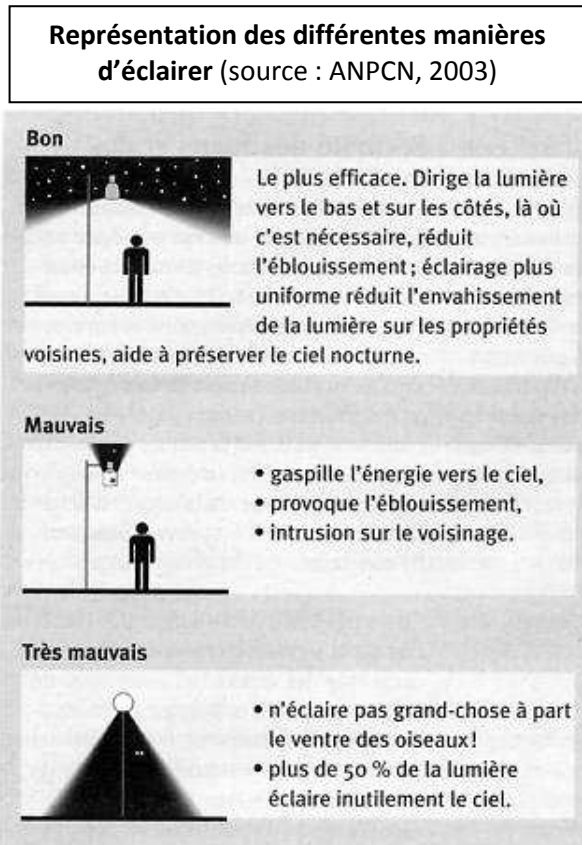 Représentation des différentes manières
d’éclairer (source : ANPCN, 2003)
Bon
Le plus efficace. Dirige la lumière
vers le bas et sur les côtés, là où
c’est nécessaire, réduit
l’éblouissement ; éclairage plus
uniforme réduit l’envahissement
de la lumière sur les propriétés
voisines, aide à préserver le ciel nocturne.
Mauvais
• gaspille l’énergie vers le ciel,
• provoque l’éblouissement,
• intrusion sur le voisinage.
Très mauvais
• n’éclaire pas grand-chose à part
le ventre des oiseaux !
• plus de 50 % de la lumière
éclaire inutilement le ciel.